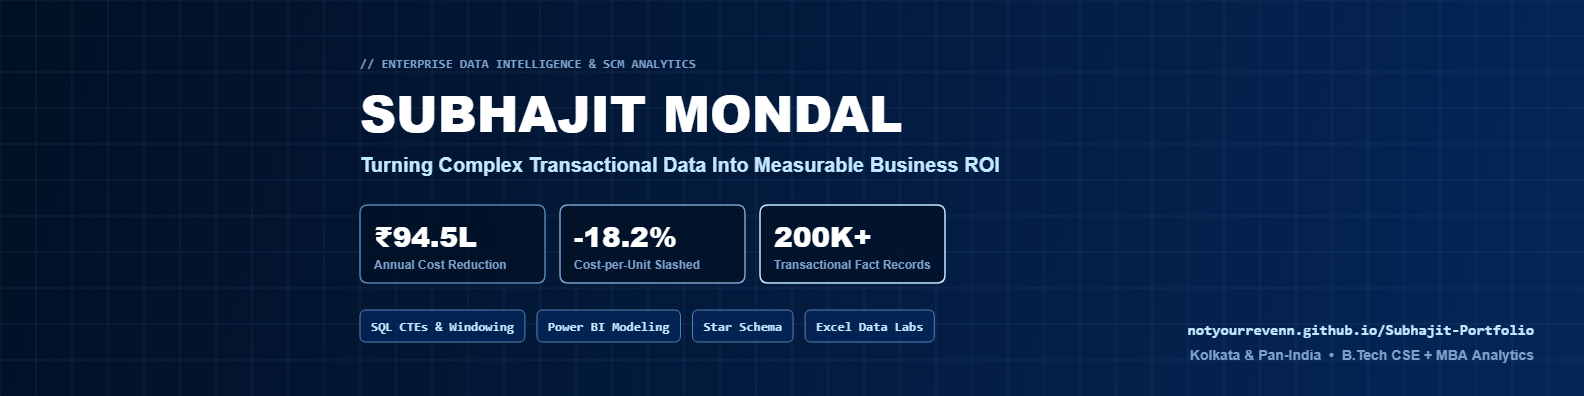 // ENTERPRISE DATA INTELLIGENCE & SCM ANALYTICS
SUBHAJIT MONDAL
Turning Complex Transactional Data Into Measurable Business ROI
₹94.5L
Annual Cost Reduction
-18.2%
Cost-per-Unit Slashed
200K+
Transactional Fact Records
SQL CTEs & Windowing
Power BI Modeling
Star Schema
Excel Data Labs
notyourrevenn.github.io/Subhajit-Portfolio
Kolkata & Pan-India • B.Tech CSE + MBA Analytics